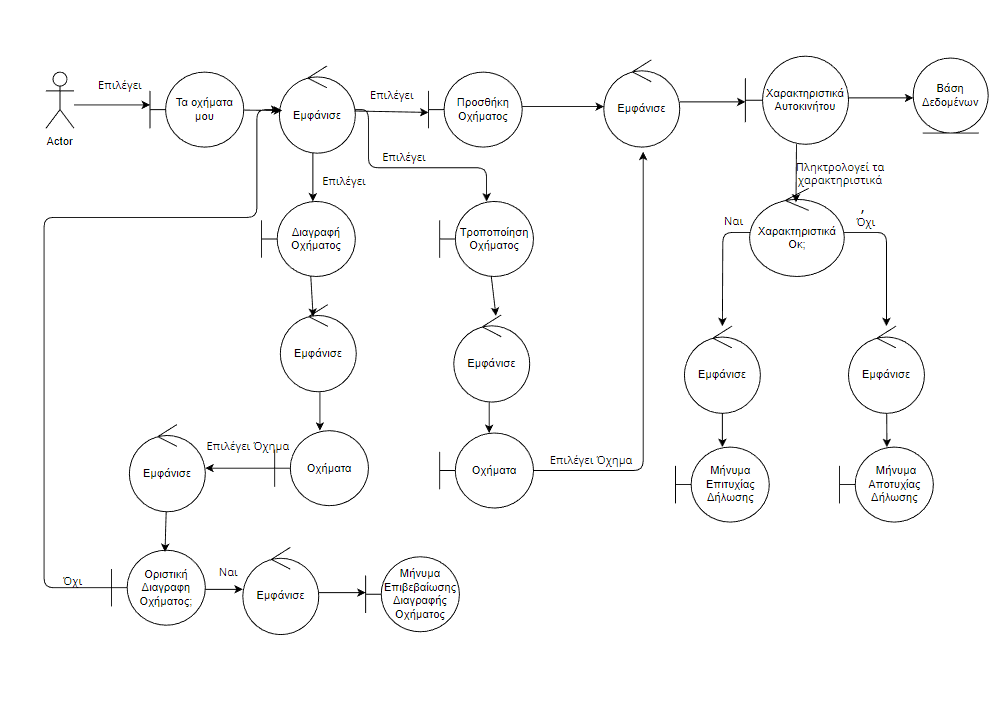 Επιλέγει
Actor
Τα οχήματα
μου
Εμφάνισε
Επιλέγει
Προσθήκη
Οχήματος
Εμφάνισε
Χαρακτηριστικά
Αυτοκινήτου
Βάση
Δεδομένων
Επιλέγει
Επιλέγει
Πληκτρολογεί τα
χαρακτηριστικά
Διαγραφή
Οχήματος
Τροποποίηση
Οχήματος
Ναι
Χαρακτηριστικά
Οκ;
Όχι
Εμφάνισε
Εμφάνισε
Εμφάνισε
Εμφάνισε
Εμφάνισε
Επιλέγει Όχημα
Οχήματα
Οχήματα
Επιλέγει Όχημα
Μήνυμα
Επιτυχίας
Δήλωσης
Μήνυμα
Αποτυχίας
Δήλωσης
Όχι
Οριστική
Διαγραφη
Οχήματος;
Ναι
Εμφάνισε
Μήνυμα
Επιβεβαίωσης
Διαγραφής
Οχήματος